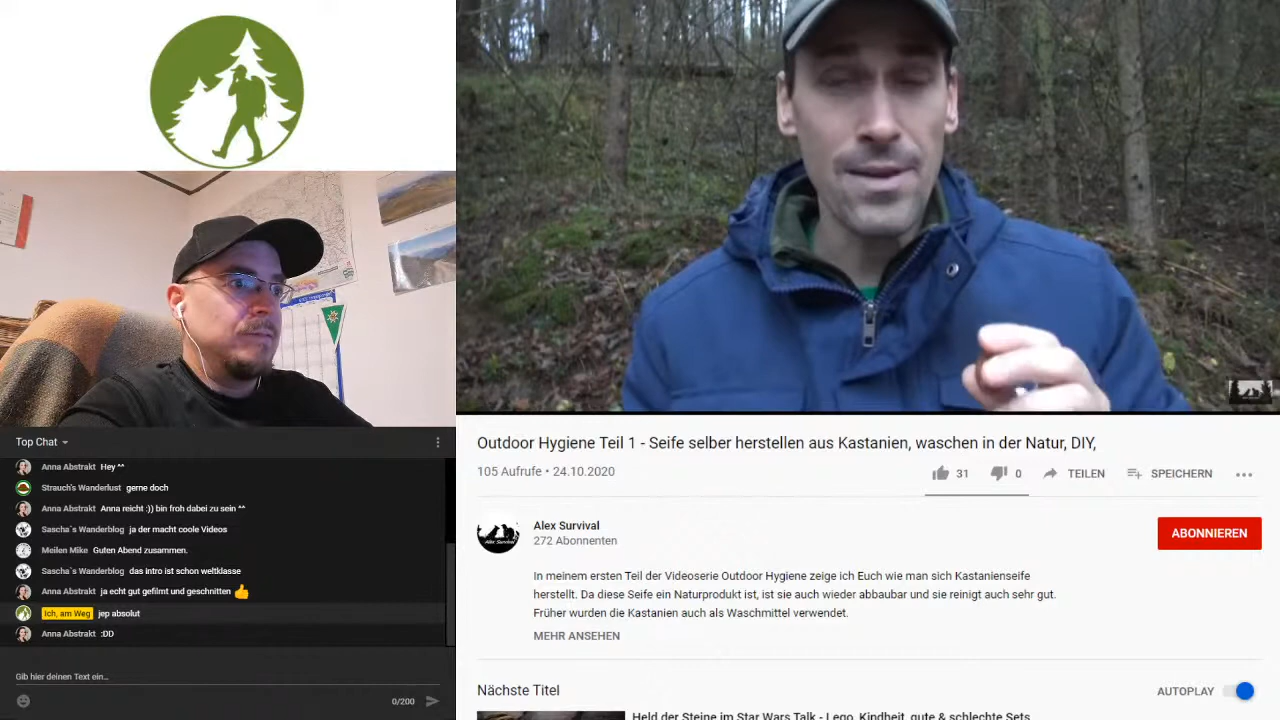 Top Chat
Anna Abstrakt Hey ^^
Strauch's Wanderlust gerne doch
Anna Abstrakt Anna reicht :)) bin froh dabei zu sein ^^
Sascha`s Wanderblog ja der macht coole Videos
Meilen Mike Guten Abend zusammen.
Sascha`s Wanderblog das intro ist schon weltklasse
Anna Abstrakt ja echt gut gefilmt und geschnitten 👍
Ich, am Weg jep absolut
Anna Abstrakt :DD
Gib hier deinen Text ein...
0/200
Outdoor Hygiene Teil 1 - Seife selber herstellen aus Kastanien, waschen in der Natur, DIY,
105 Aufrufe • 24.10.2020
31 0 TEILEN SPEICHERN
Alex Survival
272 Abonnenten
ABONNIEREN
In meinem ersten Teil der Videoserie Outdoor Hygiene zeige ich Euch wie man sich Kastanienseife
herstellt. Da diese Seife ein Naturprodukt ist, ist sie auch wieder abbaubar und sie reinigt auch sehr gut.
Früher wurden die Kastanien auch als Waschmittel verwendet.
MEHR ANSEHEN
Nächste Titel
AUTOPLAY
Held der Steine im Star Wars Talk - Lego, Kindheit, gute & schlechte Sets